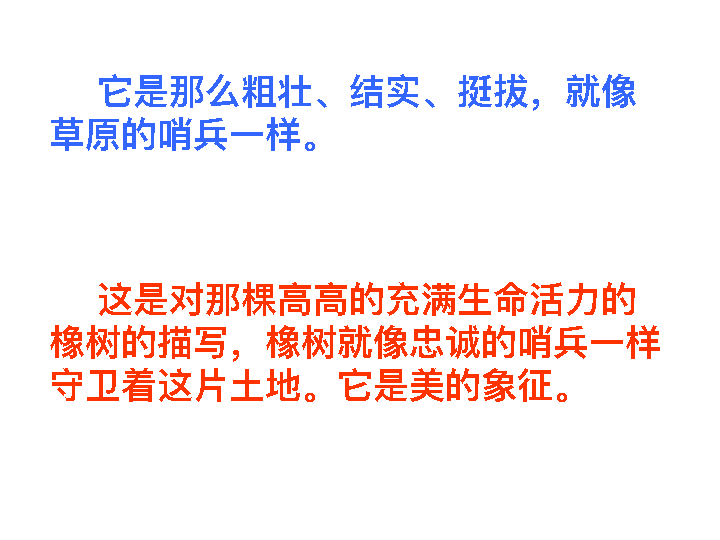 它是那么粗壮、结实、挺拔，就像
草原的哨兵一样。
这是对那棵高高的充满生命活力的
橡树的描写，橡树就像忠诚的哨兵一样
守卫着这片土地。它是美的象征。